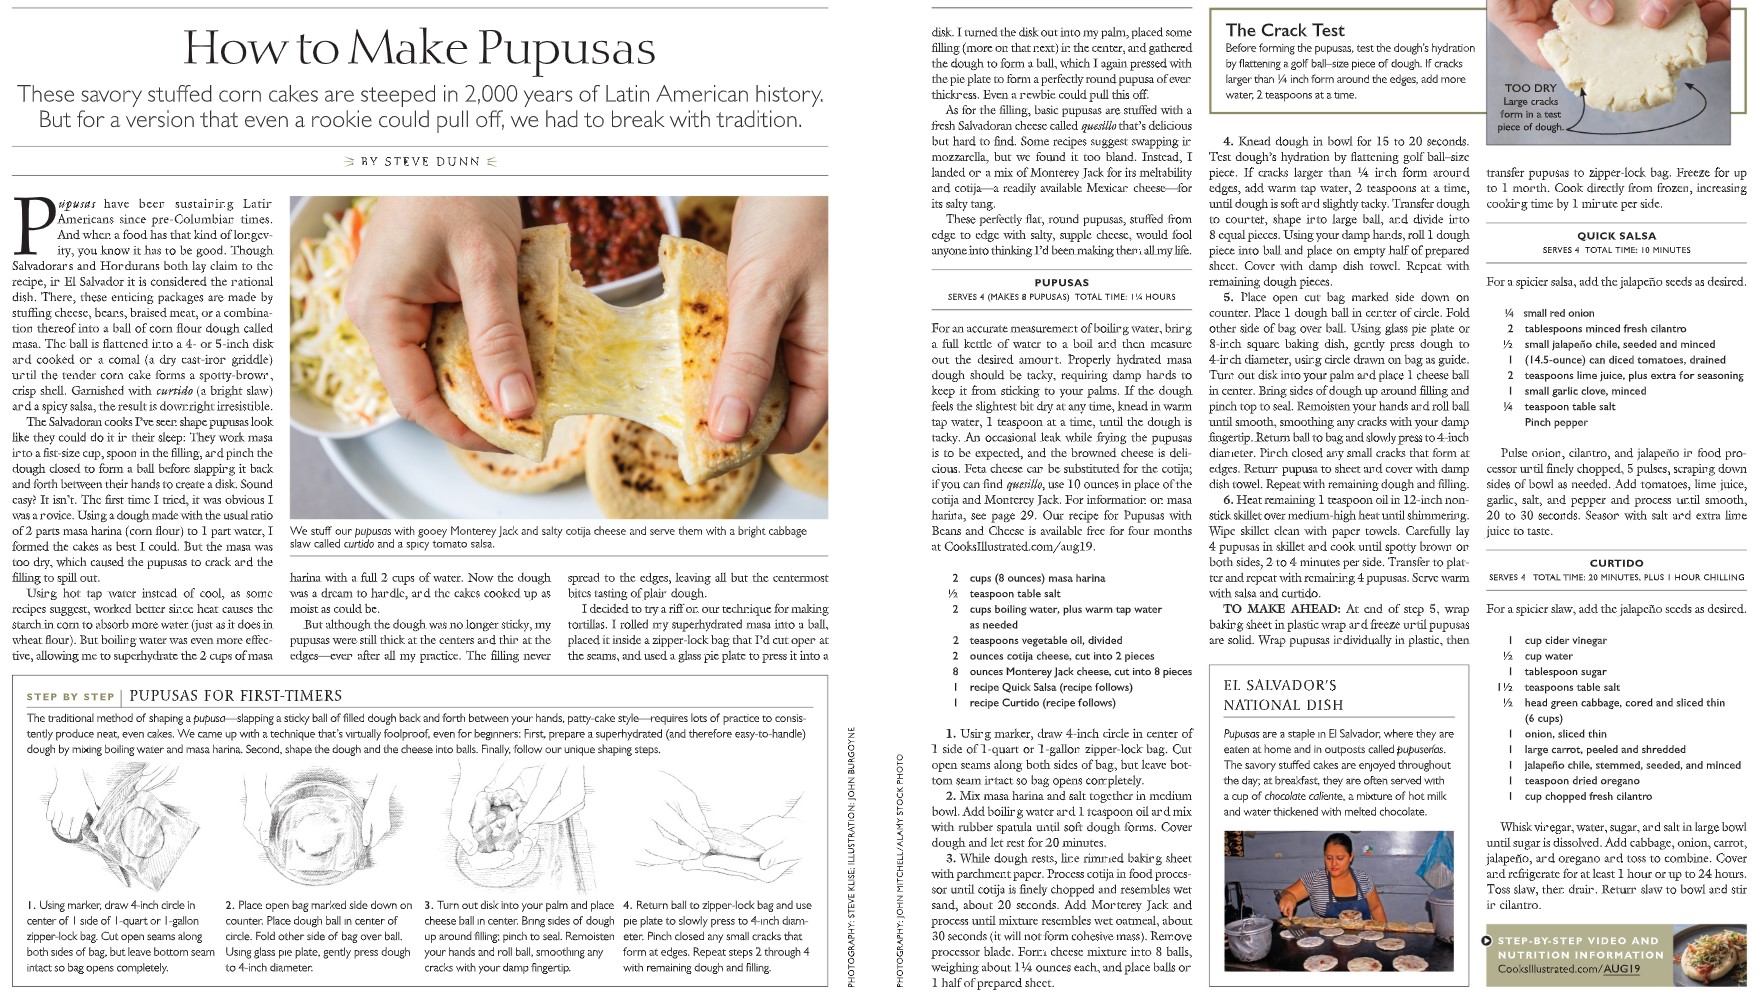 How to Make Pupusas
These savory stuffed corn cakes are steeped in 2,000 years of Latin American history.
But for a version that even a rookie could pull off, we had to break with tradition.
BY STEVE DUNN
Pupusas have been sustaining Latin
Americans since pre-Columbian times.
And when a food has that kind of longev-
ity, you know it has to be good. Though
Salvadorans and Hondurans both lay claim to the
recipe, in El Salvador it is considered the national
dish. There, these enticing packages are made by
stuffing cheese, beans, braised meat, or a combina-
tion thereof into a ball of corn flour dough called
masa. The ball is flattened into a 4- or 5-inch disk
and cooked on a comal (a dry cast-iron griddle)
until the tender corn cake forms a spotty-brown,
crisp shell. Garnished with curtido (a bright slaw)
and a spicy salsa, the result is downright irresistible.
The Salvadoran cooks I've seen shape pupusas look
like they could do it in their sleep: They work masa
into a fist-size cup, spoon in the filling, and pinch the
dough closed to form a ball before slapping it back
and forth between their hands to create a disk. Sound
easy? It isn't. The first time I tried, it was obvious I
was a novice. Using a dough made with the usual ratio
of 2 parts masa harina (corn flour) to 1 part water, I
formed the cakes as best I could. But the masa was
too dry, which caused the pupusas to crack and the
filling to spill out.
Using hot tap water instead of cool, as some
recipes suggest, worked better since heat causes the
starch in corn to absorb more water (just as it does in
wheat flour). But boiling water was even more effec-
tive, allowing me to superhydrate the 2 cups of masa
We stuff our pupusas with gooey Monterey Jack and salty cotija cheese and serve them with a bright cabbage
slaw called curtido and a spicy tomato salsa.
harina with a full 2 cups of water. Now the dough
was a dream to handle, and the cakes cooked up as
moist as could be.
But although the dough was no longer sticky, my
pupusas were still thick at the centers and thin at the
edges—even after all my practice. The filling never
spread to the edges, leaving all but the centermost
bites tasting of plain dough.
I decided to try a riff on our technique for making
tortillas. I rolled my superhydrated masa into a ball,
placed it inside a zipper-lock bag that I'd cut open at
the seams, and used a glass pie plate to press it into a
STEP BY STEP | PUPUSAS FOR FIRST-TIMERS
The traditional method of shaping a pupusa—slapping a sticky ball of filled dough back and forth between your hands, patty-cake style—requires lots of practice to consis-
tently produce neat, even cakes. We came up with a technique that's virtually foolproof, even for beginners: First, prepare a superhydrated (and therefore easy-to-handle)
dough by mixing boiling water and masa harina. Second, shape the dough and the cheese into balls. Finally, follow our unique shaping steps.
1. Using marker, draw 4-inch circle in
center of 1 side of 1-quart or 1-gallon
zipper-lock bag. Cut open seams along
both sides of bag, but leave bottom seam
intact so bag opens completely.
2. Place open bag marked side down on
counter. Place dough ball in center of
circle. Fold other side of bag over ball.
Using glass pie plate, gently press dough
to 4-inch diameter.
3. Turn out disk into your palm and place
cheese ball in center. Bring sides of dough
up around filling; pinch to seal. Remoisten
your hands and roll ball, smoothing any
cracks with your damp fingertip.
4. Return ball to zipper-lock bag and use
pie plate to slowly press to 4-inch diam-
eter. Pinch closed any small cracks that
form at edges. Repeat steps 2 through 4
with remaining dough and filling.
PHOTOGRAPHY: STEVE KLISE; ILLUSTRATION: JOHN BURGOYNE
PHOTOGRAPHY: JOHN MITCHELL/ALAMY STOCK PHOTO
disk. I turned the disk out into my palm, placed some
filling (more on that next) in the center, and gathered
the dough to form a ball, which I again pressed with
the pie plate to form a perfectly round pupusa of even
thickness. Even a newbie could pull this off.
As for the filling, basic pupusas are stuffed with a
fresh Salvadoran cheese called quesillo that's delicious
but hard to find. Some recipes suggest swapping in
mozzarella, but we found it too bland. Instead, I
landed on a mix of Monterey Jack for its meltability
and cotija—a readily available Mexican cheese—for
its salty tang.
These perfectly flat, round pupusas, stuffed from
edge to edge with salty, supple cheese, would fool
anyone into thinking I'd been making them all my life.
PUPUSAS
SERVES 4 (MAKES 8 PUPUSAS) TOTAL TIME: 1¼ HOURS
For an accurate measurement of boiling water, bring
a full kettle of water to a boil and then measure
out the desired amount. Properly hydrated masa
dough should be tacky, requiring damp hands to
keep it from sticking to your palms. If the dough
feels the slightest bit dry at any time, knead in warm
tap water, 1 teaspoon at a time, until the dough is
tacky. An occasional leak while frying the pupusas
is to be expected, and the browned cheese is deli-
cious. Feta cheese can be substituted for the cotija;
if you can find quesillo, use 10 ounces in place of the
cotija and Monterey Jack. For information on masa
harina, see page 29. Our recipe for Pupusas with
Beans and Cheese is available free for four months
at CooksIllustrated.com/aug19.
2 cups (8 ounces) masa harina
½ teaspoon table salt
2 cups boiling water, plus warm tap water
as needed
2 teaspoons vegetable oil, divided
2 ounces cotija cheese, cut into 2 pieces
8 ounces Monterey Jack cheese, cut into 8 pieces
1 recipe Quick Salsa (recipe follows)
1 recipe Curtido (recipe follows)
1. Using marker, draw 4-inch circle in center of
1 side of 1-quart or 1-gallon zipper-lock bag. Cut
open seams along both sides of bag, but leave bot-
tom seam intact so bag opens completely.
2. Mix masa harina and salt together in medium
bowl. Add boiling water and 1 teaspoon oil and mix
with rubber spatula until soft dough forms. Cover
dough and let rest for 20 minutes.
3. While dough rests, line rimmed baking sheet
with parchment paper. Process cotija in food proces-
sor until cotija is finely chopped and resembles wet
sand, about 20 seconds. Add Monterey Jack and
process until mixture resembles wet oatmeal, about
30 seconds (it will not form cohesive mass). Remove
processor blade. Form cheese mixture into 8 balls,
weighing about 1¼ ounces each, and place balls on
1 half of prepared sheet.
The Crack Test
Before forming the pupusas, test the dough's hydration
by flattening a golf ball–size piece of dough. If cracks
larger than ¼ inch form around the edges, add more
water, 2 teaspoons at a time.
TOO DRY
Large cracks
form in a test
piece of dough.
4. Knead dough in bowl for 15 to 20 seconds.
Test dough's hydration by flattening golf ball–size
piece. If cracks larger than ¼ inch form around
edges, add warm tap water, 2 teaspoons at a time,
until dough is soft and slightly tacky. Transfer dough
to counter, shape into large ball, and divide into
8 equal pieces. Using your damp hands, roll 1 dough
piece into ball and place on empty half of prepared
sheet. Cover with damp dish towel. Repeat with
remaining dough pieces.
5. Place open cut bag marked side down on
counter. Place 1 dough ball in center of circle. Fold
other side of bag over ball. Using glass pie plate or
8-inch square baking dish, gently press dough to
4-inch diameter, using circle drawn on bag as guide.
Turn out disk into your palm and place 1 cheese ball
in center. Bring sides of dough up around filling and
pinch top to seal. Remoisten your hands and roll ball
until smooth, smoothing any cracks with your damp
fingertip. Return ball to bag and slowly press to 4-inch
diameter. Pinch closed any small cracks that form at
edges. Return pupusa to sheet and cover with damp
dish towel. Repeat with remaining dough and filling.
6. Heat remaining 1 teaspoon oil in 12-inch non-
stick skillet over medium-high heat until shimmering.
Wipe skillet clean with paper towels. Carefully lay
4 pupusas in skillet and cook until spotty brown on
both sides, 2 to 4 minutes per side. Transfer to plat-
ter and repeat with remaining 4 pupusas. Serve warm
with salsa and curtido.
TO MAKE AHEAD: At end of step 5, wrap
baking sheet in plastic wrap and freeze until pupusas
are solid. Wrap pupusas individually in plastic, then
EL SALVADOR'S
NATIONAL DISH
Pupusas are a staple in El Salvador, where they are
eaten at home and in outposts called pupuserías.
The savory stuffed cakes are enjoyed throughout
the day; at breakfast, they are often served with
a cup of chocolate caliente, a mixture of hot milk
and water thickened with melted chocolate.
transfer pupusas to zipper-lock bag. Freeze for up
to 1 month. Cook directly from frozen, increasing
cooking time by 1 minute per side.
QUICK SALSA
SERVES 4 TOTAL TIME: 10 MINUTES
For a spicier salsa, add the jalapeño seeds as desired.
¼ small red onion
2 tablespoons minced fresh cilantro
½ small jalapeño chile, seeded and minced
1 (14.5-ounce) can diced tomatoes, drained
2 teaspoons lime juice, plus extra for seasoning
1 small garlic clove, minced
¼ teaspoon table salt
Pinch pepper
Pulse onion, cilantro, and jalapeño in food pro-
cessor until finely chopped, 5 pulses, scraping down
sides of bowl as needed. Add tomatoes, lime juice,
garlic, salt, and pepper and process until smooth,
20 to 30 seconds. Season with salt and extra lime
juice to taste.
CURTIDO
SERVES 4 TOTAL TIME: 20 MINUTES, PLUS 1 HOUR CHILLING
For a spicier slaw, add the jalapeño seeds as desired.
1 cup cider vinegar
½ cup water
1 tablespoon sugar
1½ teaspoons table salt
½ head green cabbage, cored and sliced thin
(6 cups)
1 onion, sliced thin
1 large carrot, peeled and shredded
1 jalapeño chile, stemmed, seeded, and minced
1 teaspoon dried oregano
1 cup chopped fresh cilantro
Whisk vinegar, water, sugar, and salt in large bowl
until sugar is dissolved. Add cabbage, onion, carrot,
jalapeño, and oregano and toss to combine. Cover
and refrigerate for at least 1 hour or up to 24 hours.
Toss slaw, then drain. Return slaw to bowl and stir
in cilantro.
STEP-BY-STEP VIDEO AND
NUTRITION INFORMATION
CooksIllustrated.com/AUG19